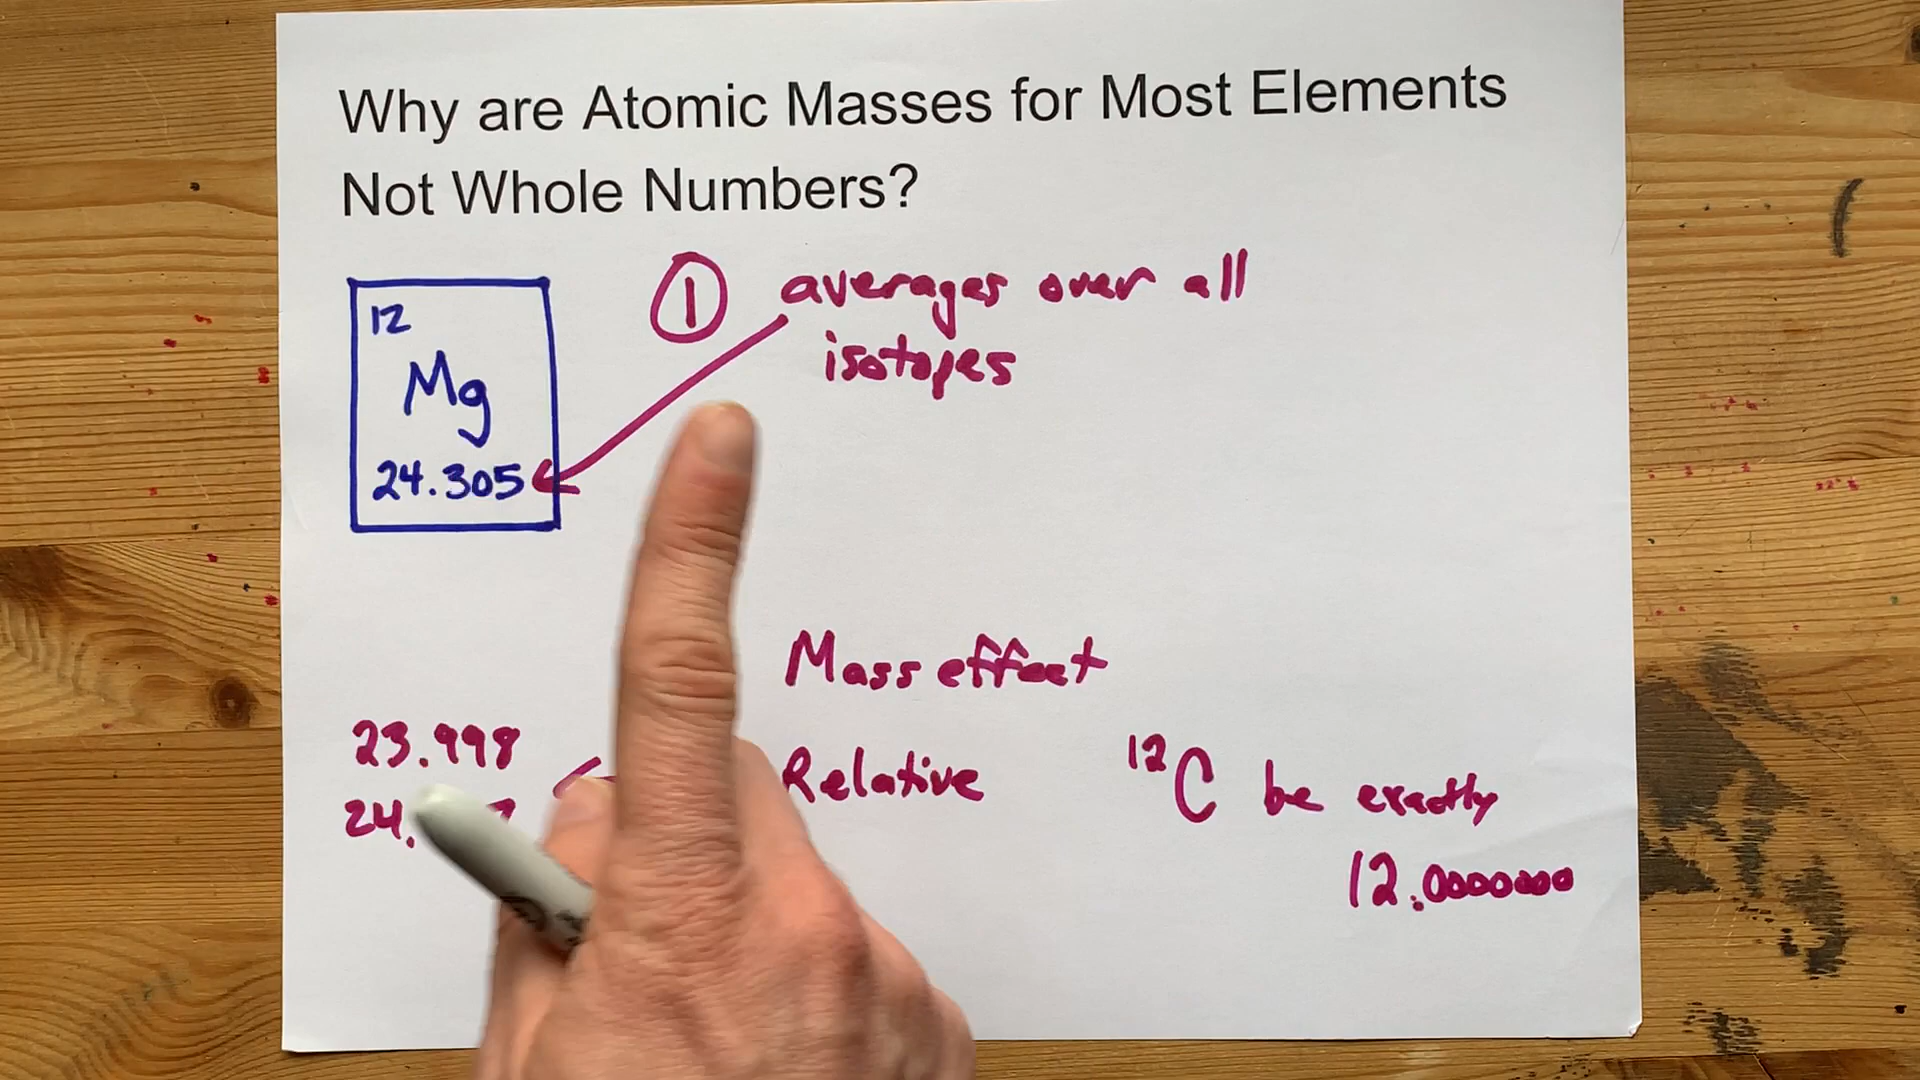 Why are Atomic Masses for Most Elements
Not Whole Numbers?
12
Mg
24.305
1 averages over all
isotopes
Mass effect
23.998
Relative
12C be exactly
24.
12.0000000